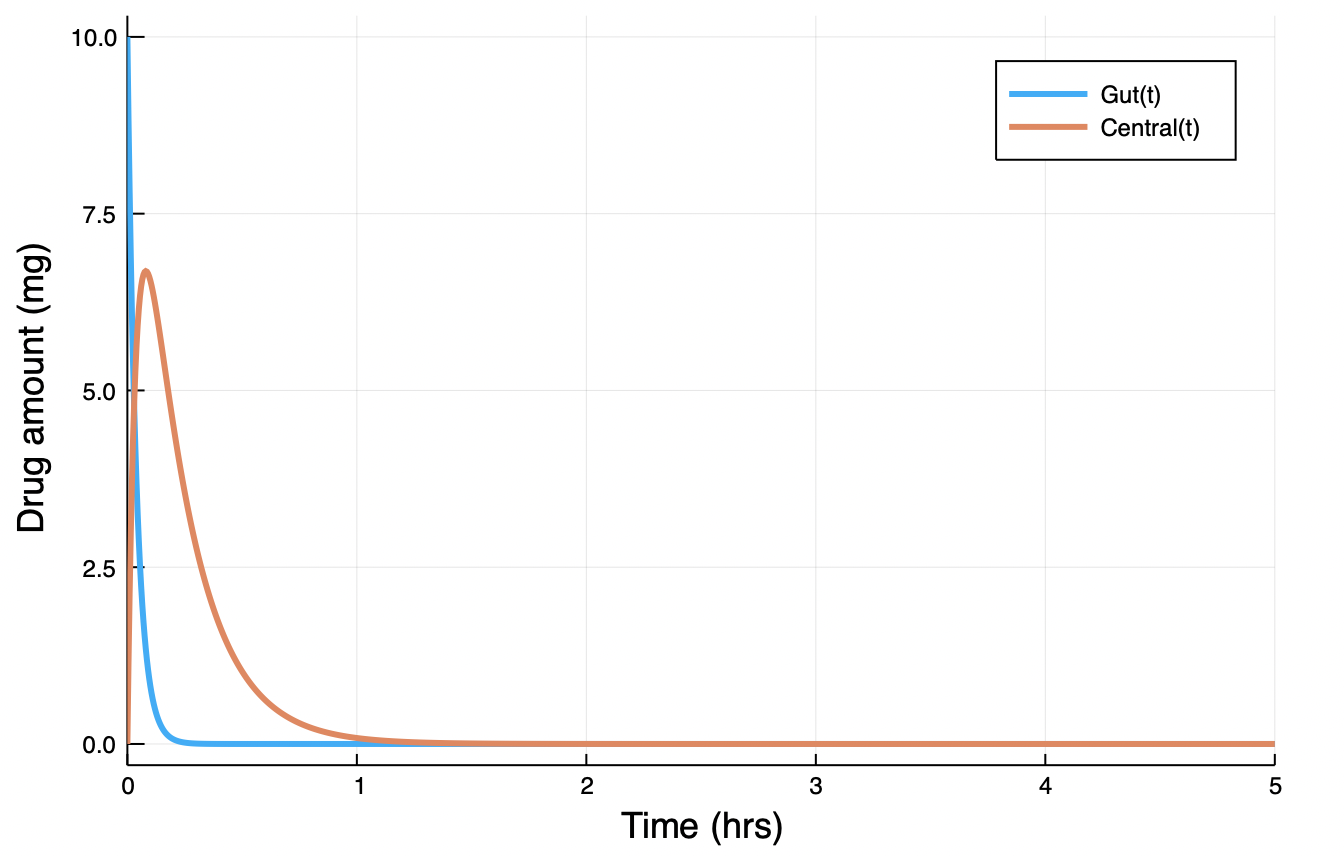 10.0
7.5
5.0
2.5
0.0
Drug amount (mg)
Gut(t)
Central(t)
0 1 2 3 4 5
Time (hrs)